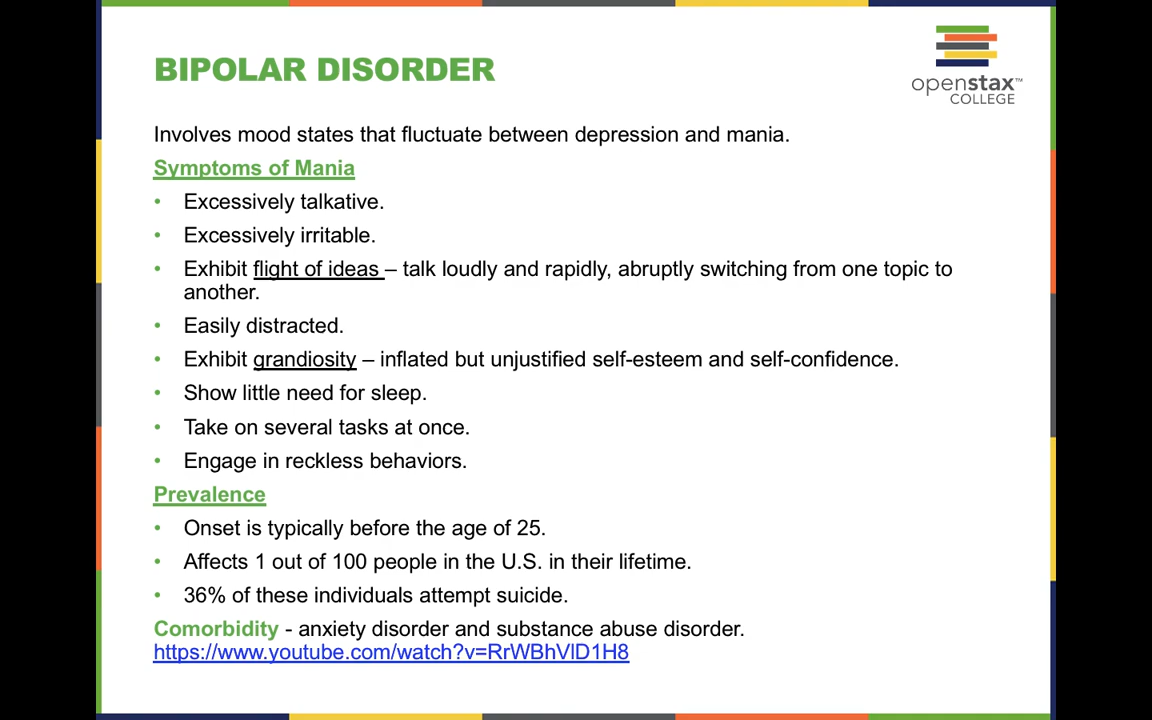 BIPOLAR DISORDER
openstax™
COLLEGE
Involves mood states that fluctuate between depression and mania.
Symptoms of Mania
• Excessively talkative.
• Excessively irritable.
• Exhibit flight of ideas – talk loudly and rapidly, abruptly switching from one topic to
another.
• Easily distracted.
• Exhibit grandiosity – inflated but unjustified self-esteem and self-confidence.
• Show little need for sleep.
• Take on several tasks at once.
• Engage in reckless behaviors.
Prevalence
• Onset is typically before the age of 25.
• Affects 1 out of 100 people in the U.S. in their lifetime.
• 36% of these individuals attempt suicide.
Comorbidity - anxiety disorder and substance abuse disorder.
https://www.youtube.com/watch?v=RrWBhVlD1H8